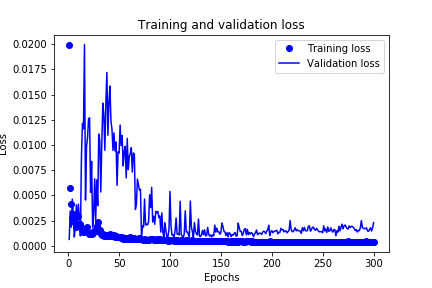 Training and validation loss
Training loss
Validation loss
0.0200
0.0175
0.0150
0.0125
0.0100
0.0075
0.0050
0.0025
0.0000
Loss
0 50 100 150 200 250 300
Epochs